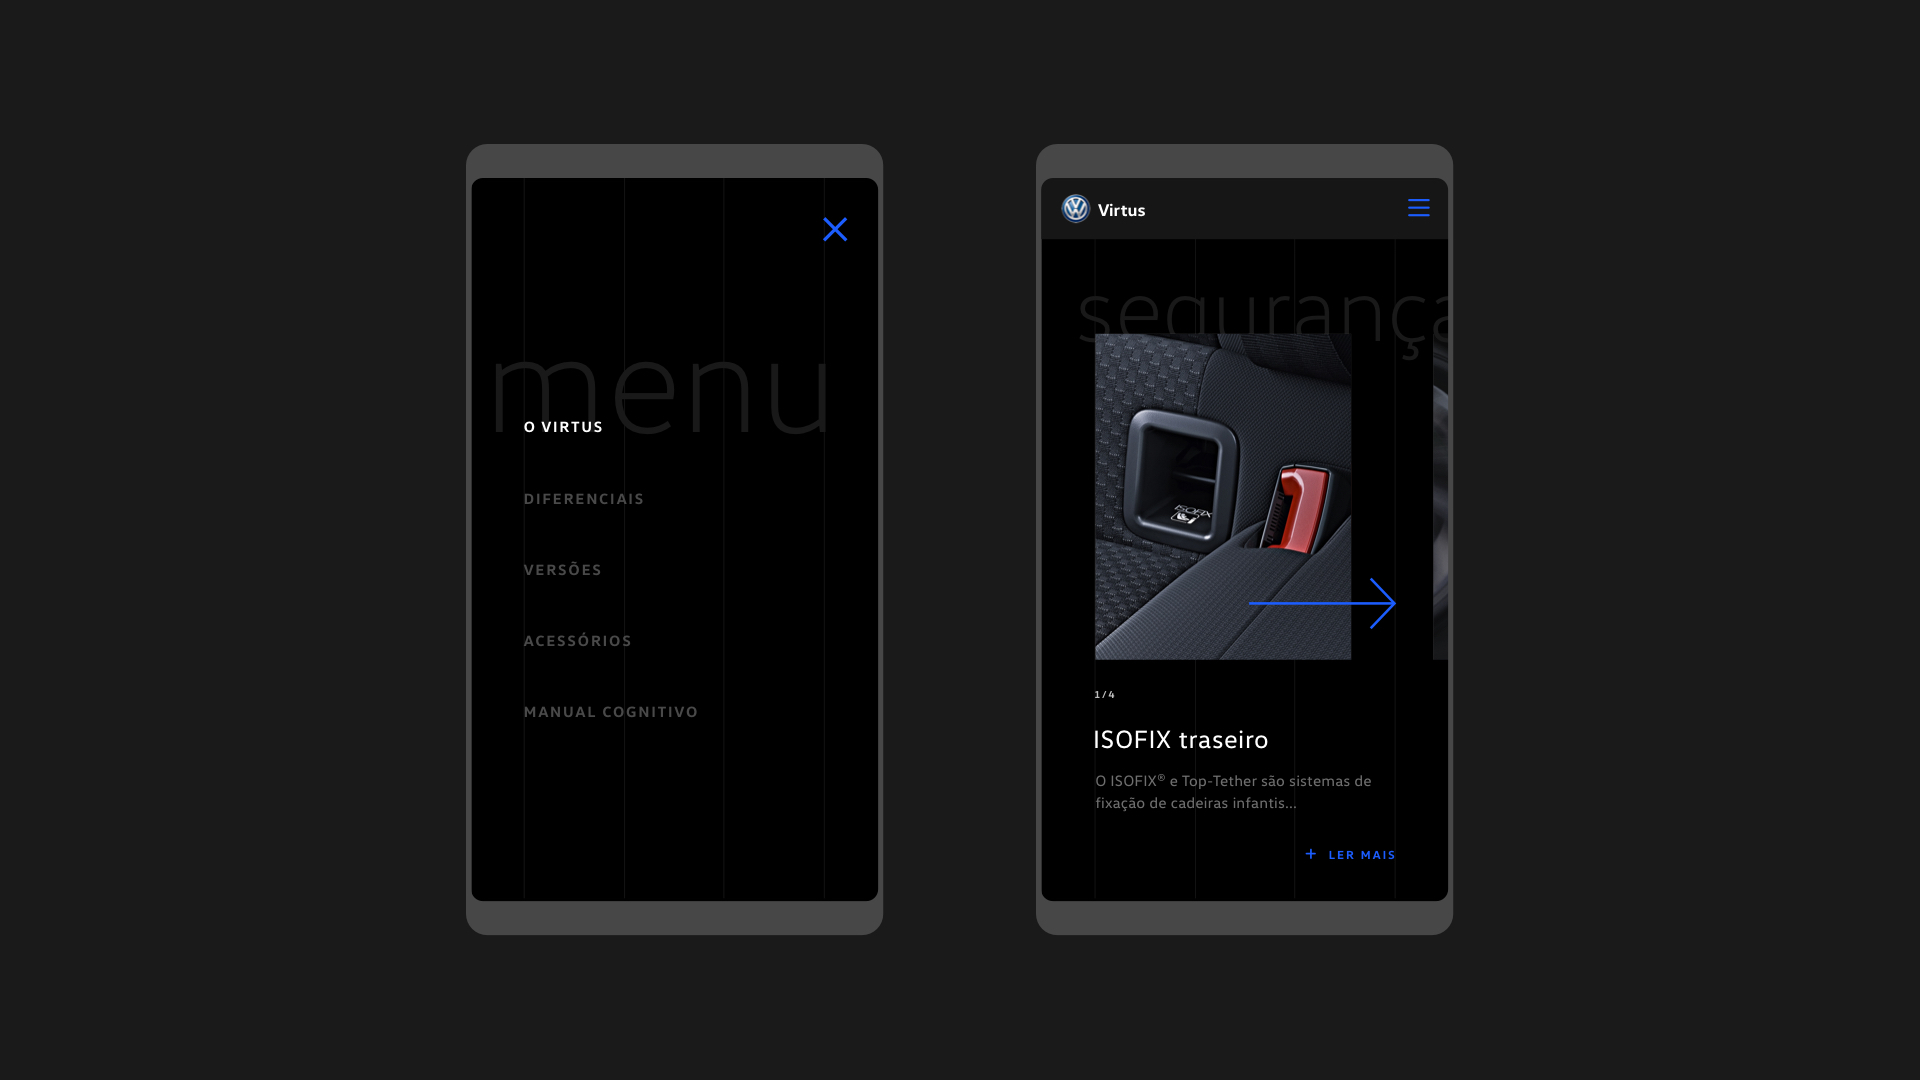 menu
O VIRTUS
DIFERENCIAIS
VERSÕES
ACESSÓRIOS
MANUAL COGNITIVO
Virtus
segurança
ISOFIX
1/4
ISOFIX traseiro
O ISOFIX® e Top-Tether são sistemas de
fixação de cadeiras infantis...
+ LER MAIS